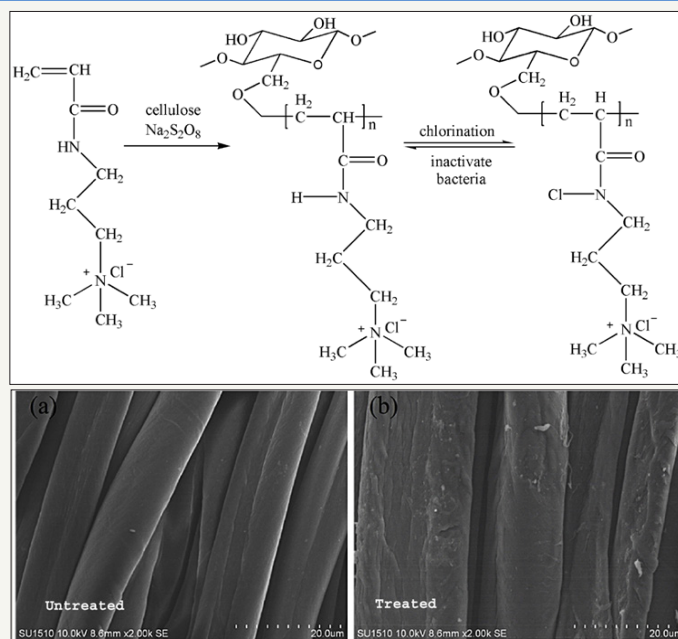 H₂C
CH
C
O
HN
CH₂
H₂C
CH₂
N
+
Cl⁻
H₃C
CH₃
CH₃
cellulose
Na₂S₂O₈
OH
HO
O
O
O
CH₂
O
H₂
C
CH
n
C
O
H
N
CH₂
H₂C
CH₂
N
+
Cl⁻
H₃C
CH₃
CH₃
chlorination
inactivate
bacteria
OH
HO
O
O
O
CH₂
O
H₂
C
H
C
n
C
O
Cl
N
CH₂
H₂C
CH₂
N
+
Cl⁻
H₃C
CH₃
CH₃
(a)
Untreated
SU1510 10.0kV 8.6mm x2.00k SE
20.0um
(b)
Treated
SU1510 10.0kV 8.6mm x2.00k SE
20.0um